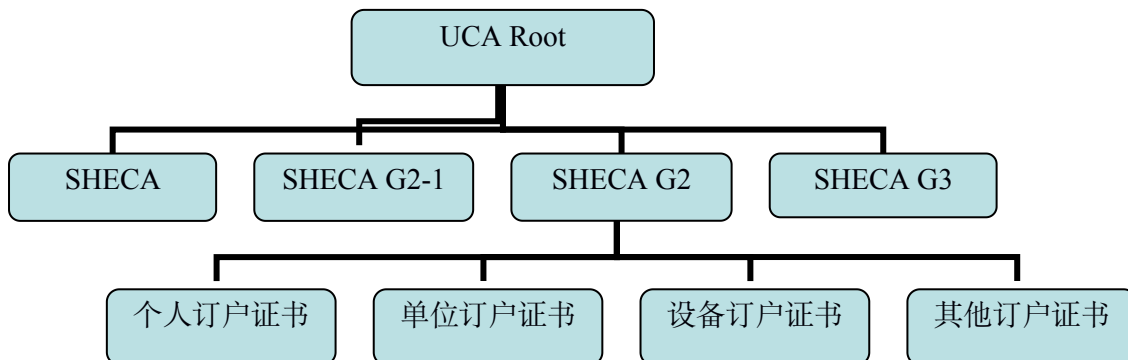 UCA Root
SHECA
SHECA G2-1
SHECA G2
SHECA G3
个人订户证书
单位订户证书
设备订户证书
其他订户证书